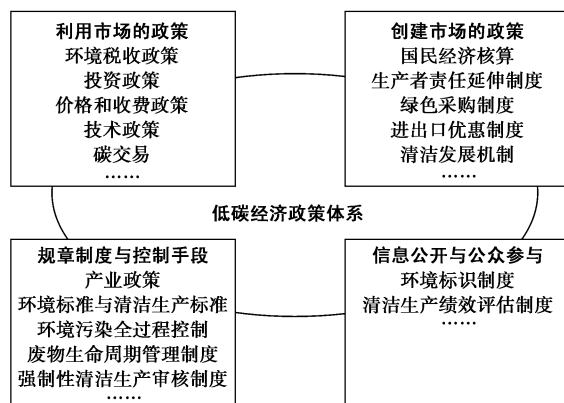 利用市场的政策
环境税收政策
投资政策
价格和收费政策
技术政策
碳交易
……
创建市场的政策
国民经济核算
生产者责任延伸制度
绿色采购制度
进出口优惠制度
清洁发展机制
……
低碳经济政策体系
规章制度与控制手段
产业政策
环境标准与清洁生产标准
环境污染全过程控制
废物生命周期管理制度
强制性清洁生产审核制度
……
信息公开与公众参与
环境标识制度
清洁生产绩效评估制度
……